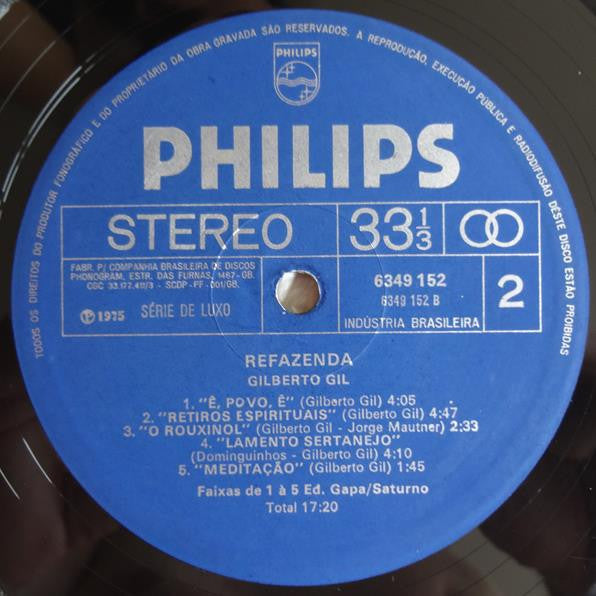 TODOS OS DIREITOS DO PRODUTOR FONOGRÁFICO E DO PROPRIETÁRIO DA OBRA GRAVADA SÃO RESERVADOS. A REPRODUÇÃO, EXECUÇÃO PÚBLICA E RADIODIFUSÃO DÊSTE DISCO ESTÃO PROIBIDAS
PHILIPS
PHILIPS
STEREO 33 1/3
FABR. P/ COMPANHIA BRASILEIRA DE DISCOS
PHONOGRAM, ESTR. DAS FURNAS, 1467-GB.
CGC 33.177.411/3 - SCDP-PF-001/GB.
℗ 1975 SÉRIE DE LUXO
6349 152
6349 152 B
INDÚSTRIA BRASILEIRA
2
REFAZENDA
GILBERTO GIL
1. "Ê, POVO, Ê" (Gilberto Gil) 4:05
2. "RETIROS ESPIRITUAIS" (Gilberto Gil) 4:47
3. "O ROUXINOL" (Gilberto Gil - Jorge Mautner) 2:33
4. "LAMENTO SERTANEJO"
(Dominguinhos - Gilberto Gil) 4:10
5. "MEDITAÇÃO" (Gilberto Gil) 1:45
Faixas de 1 à 5 Ed. Gapa/Saturno
Total 17:20